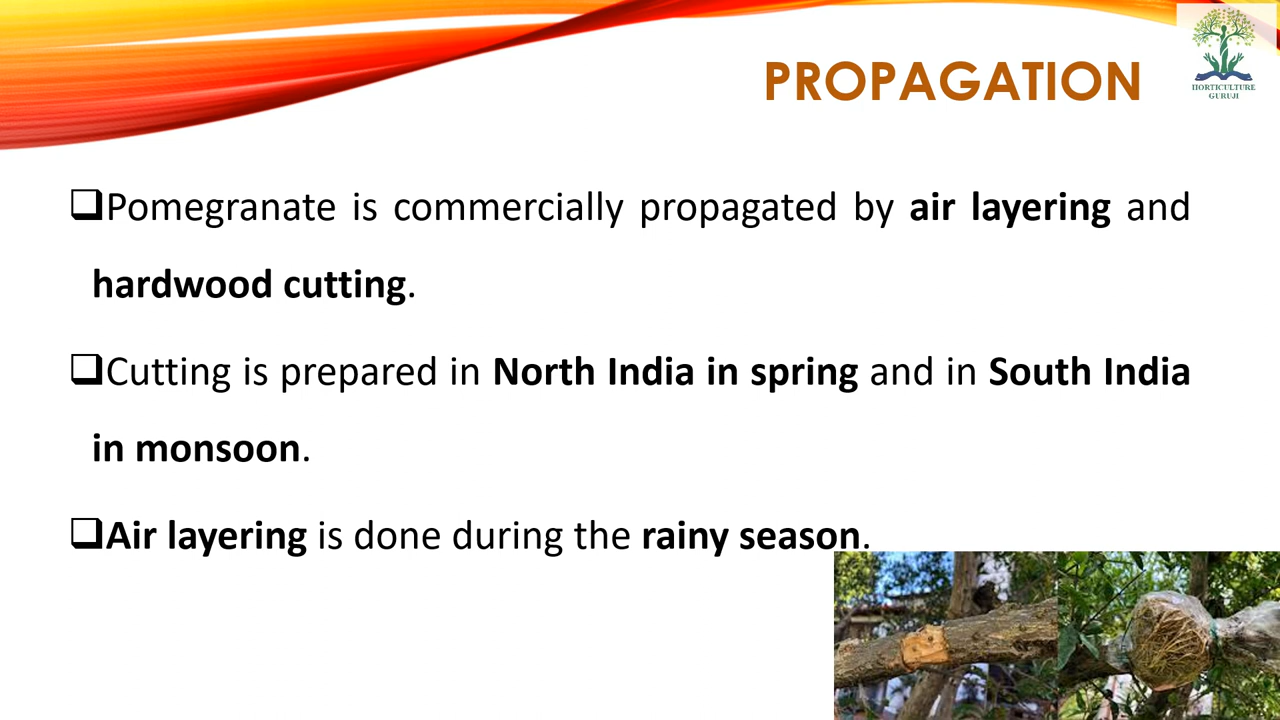 HORTICULTURE
GURUJI
PROPAGATION
❑Pomegranate is commercially propagated by air layering and
hardwood cutting.
❑Cutting is prepared in North India in spring and in South India
in monsoon.
❑Air layering is done during the rainy season.